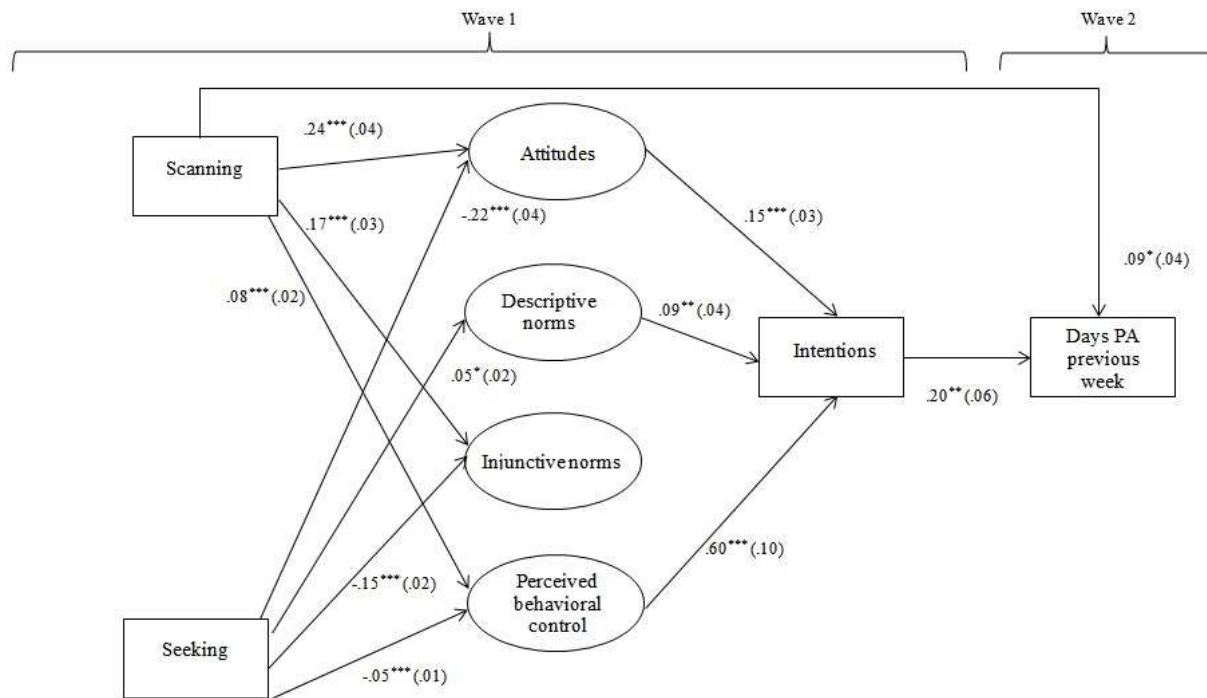 Wave 1
Wave 2
.24***(.04)
Scanning
Attitudes
.17***(.03)
-.22***(.04)
.15***(.03)
.09*(.04)
.08***(.02)
Descriptive
norms
.09**(.04)
Intentions
Days PA
previous
week
.05*(.02)
.20**(.06)
Injunctive norms
-.15***(.02)
.60***(.10)
Perceived
behavioral
control
Seeking
-.05***(.01)